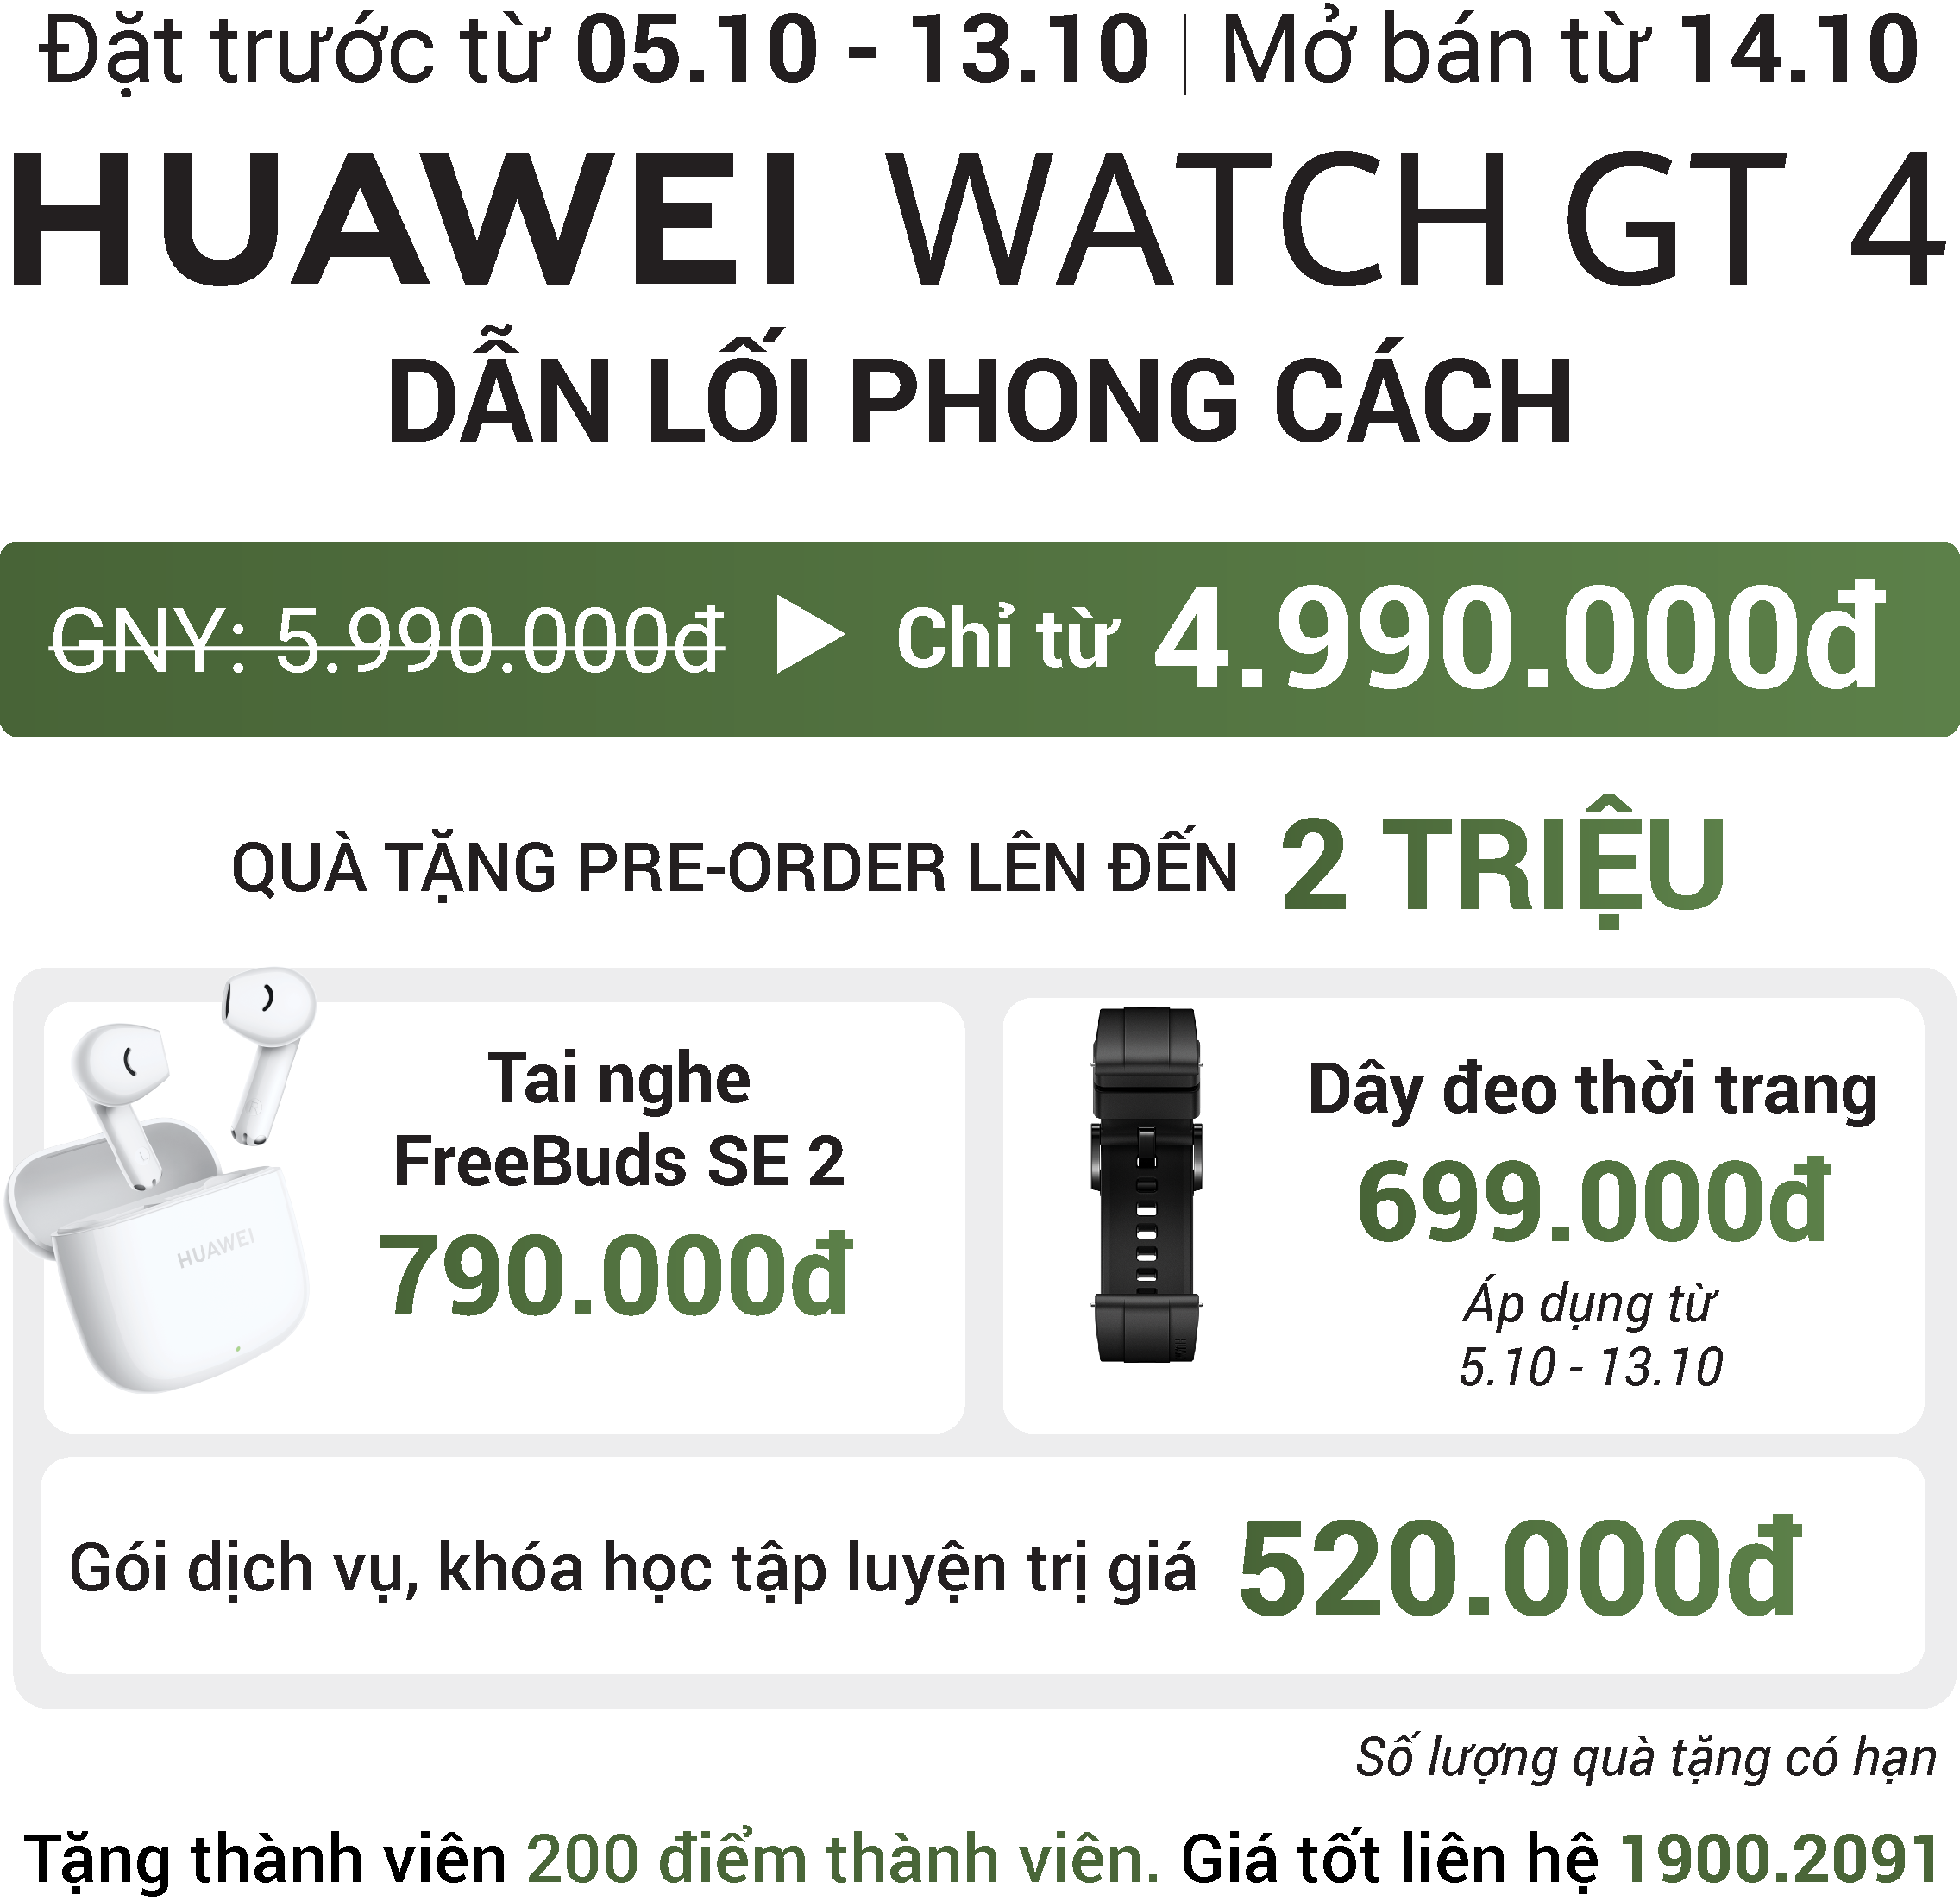 Đặt trước từ 05.10 - 13.10 | Mở bán từ 14.10
HUAWEI WATCH GT 4
DẪN LỐI PHONG CÁCH
GNY: 5.990.000đ ▶ Chỉ từ 4.990.000đ
QUÀ TẶNG PRE-ORDER LÊN ĐẾN 2 TRIỆU
Tai nghe
FreeBuds SE 2
790.000đ
HUAWEI
Dây đeo thời trang
699.000đ
Áp dụng từ
5.10 - 13.10
Gói dịch vụ, khóa học tập luyện trị giá 520.000đ
Số lượng quà tặng có hạn
Tặng thành viên 200 điểm thành viên. Giá tốt liên hệ 1900.2091